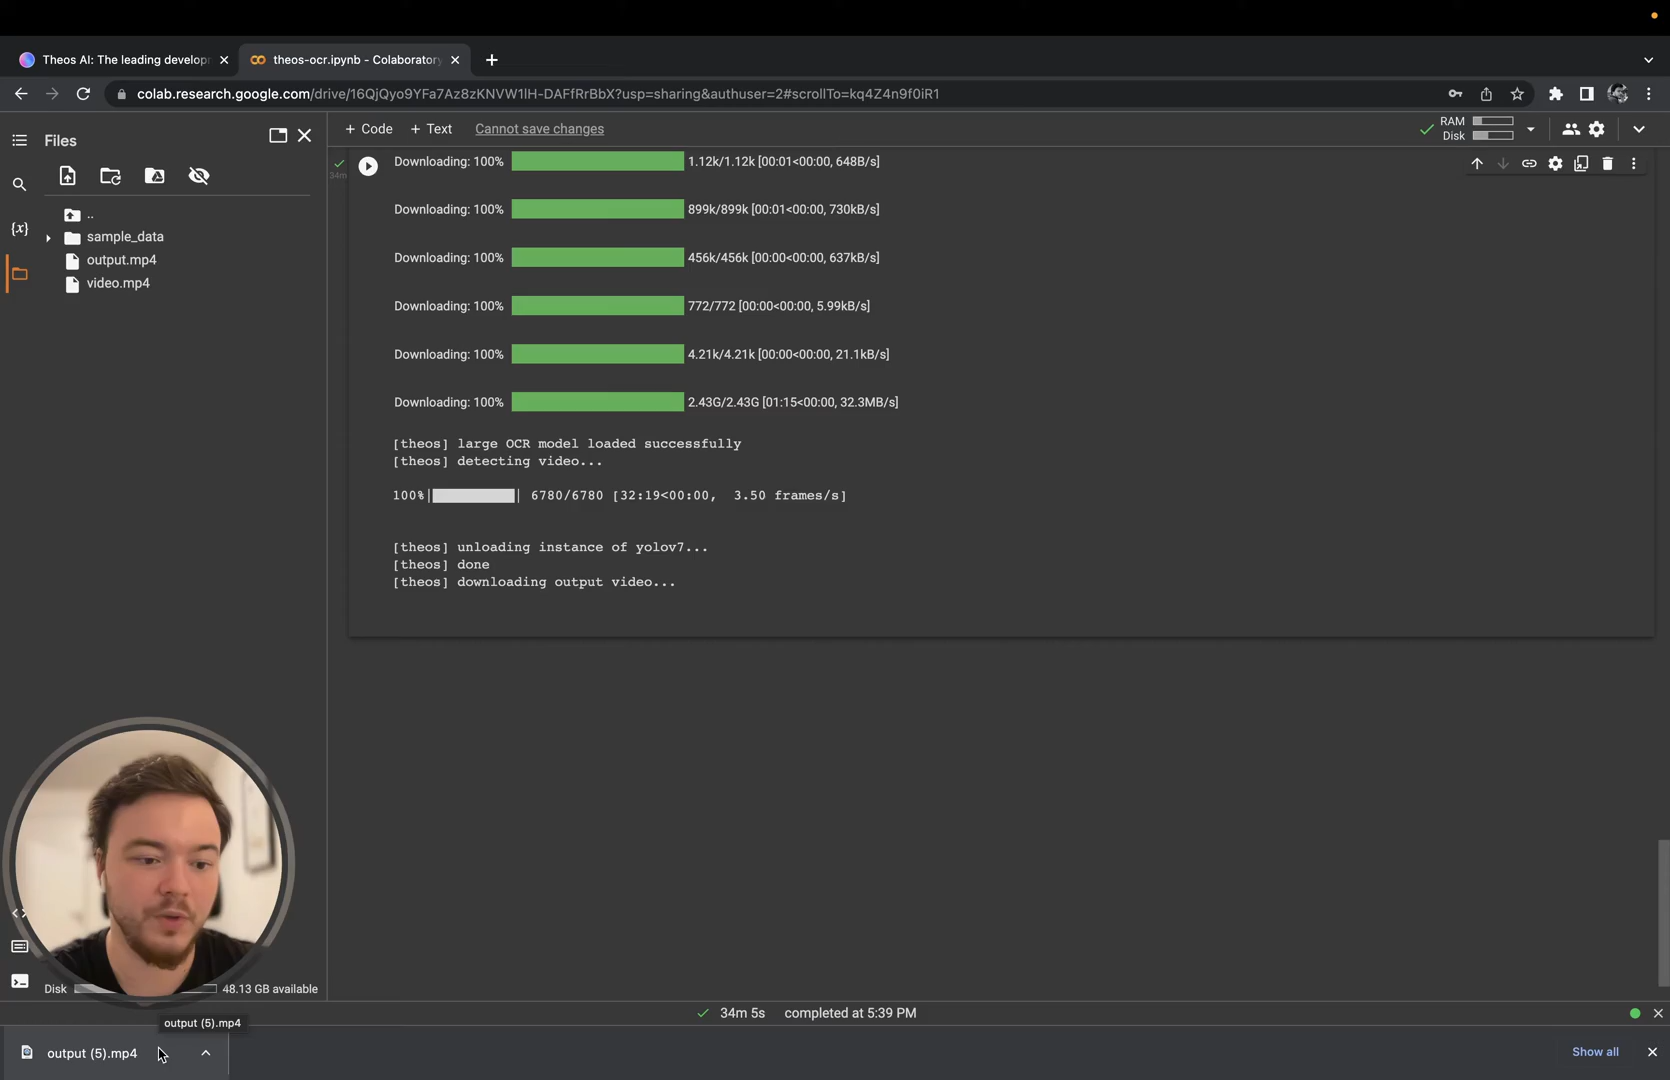 Theos AI: The leading develop
theos-ocr.ipynb - Colaboratory
colab.research.google.com/drive/16QjQyo9YFa7Az8zKNVW1lH-DAFfRrBbX?usp=sharing&authuser=2#scrollTo=kq4Z4n9f0iR1
Files
+ Code + Text Cannot save changes
RAM
Disk
34m
..
sample_data
output.mp4
video.mp4
{x}
Downloading: 100% 1.12k/1.12k [00:01<00:00, 648B/s]
Downloading: 100% 899k/899k [00:01<00:00, 730kB/s]
Downloading: 100% 456k/456k [00:00<00:00, 637kB/s]
Downloading: 100% 772/772 [00:00<00:00, 5.99kB/s]
Downloading: 100% 4.21k/4.21k [00:00<00:00, 21.1kB/s]
Downloading: 100% 2.43G/2.43G [01:15<00:00, 32.3MB/s]
[theos] large OCR model loaded successfully
[theos] detecting video...
100%| | 6780/6780 [32:19<00:00, 3.50 frames/s]
[theos] unloading instance of yolov7...
[theos] done
[theos] downloading output video...
Disk 48.13 GB available
34m 5s completed at 5:39 PM
output (5).mp4
output (5).mp4
Show all